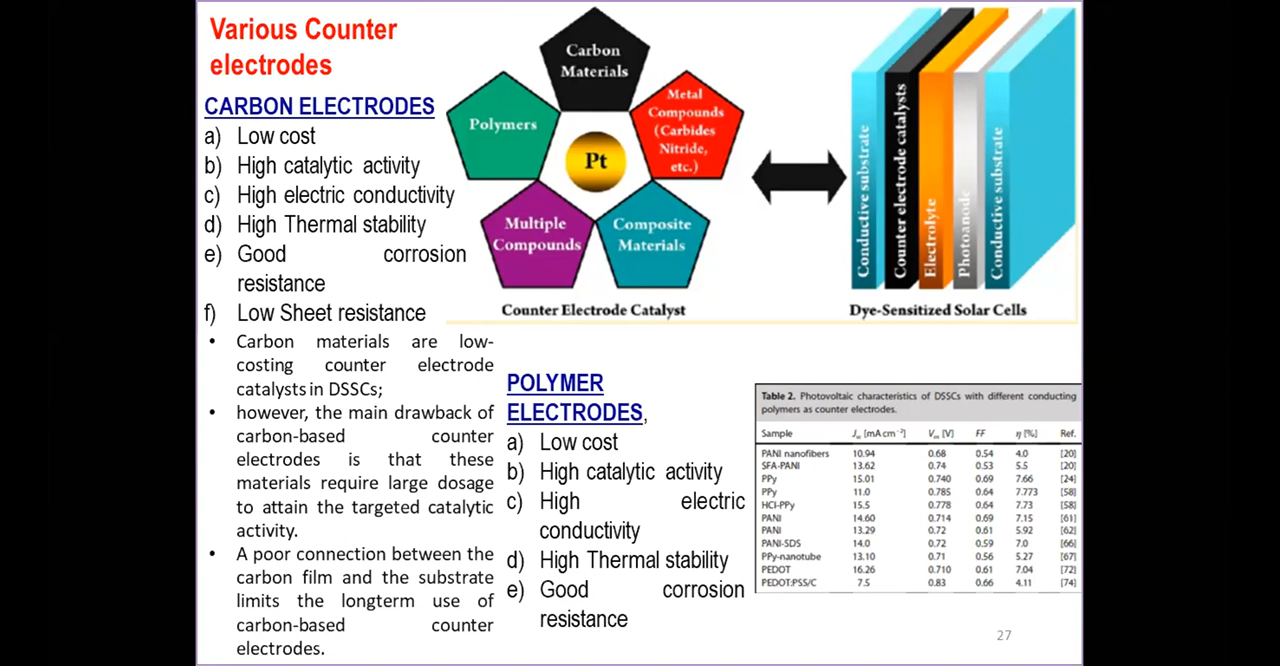 Various Counter
electrodes
CARBON ELECTRODES
a) Low cost
b) High catalytic activity
c) High electric conductivity
d) High Thermal stability
e) Good corrosion
resistance
f) Low Sheet resistance
• Carbon materials are low-
costing counter electrode
catalysts in DSSCs;
• however, the main drawback of
carbon-based counter
electrodes is that these
materials require large dosage
to attain the targeted catalytic
activity.
• A poor connection between the
carbon film and the substrate
limits the longterm use of
carbon-based counter
electrodes.
Carbon
Materials
Polymers
Metal
Compounds
(Carbides
Nitride,
etc.)
Pt
Multiple
Compounds
Composite
Materials
Counter Electrode Catalyst
Conductive substrate
Counter electrode catalysts
Electrolyte
Photoanode
Conductive substrate
Dye-Sensitized Solar Cells
POLYMER
ELECTRODES,
a) Low cost
b) High catalytic activity
c) High electric
conductivity
d) High Thermal stability
e) Good corrosion
resistance
Table 2. Photovoltaic characteristics of DSSCs with different conducting
polymers as counter electrodes.
Sample Jsc [mA cm⁻²] Voc [V] FF η [%] Ref.
PANI nanofibers 10.94 0.68 0.54 4.0 [20]
SFA-PANI 13.62 0.74 0.53 5.5 [20]
PPy 15.01 0.740 0.69 7.66 [24]
PPy 11.0 0.785 0.64 7.773 [58]
HCl-PPy 15.5 0.778 0.64 7.73 [58]
PANI 14.60 0.714 0.69 7.15 [61]
PANI 13.29 0.72 0.61 5.92 [62]
PANI-SDS 14.0 0.72 0.59 7.0 [66]
PPy-nanotube 13.10 0.71 0.56 5.27 [67]
PEDOT 16.26 0.710 0.61 7.04 [72]
PEDOT:PSS/C 7.5 0.83 0.66 4.11 [74]
27